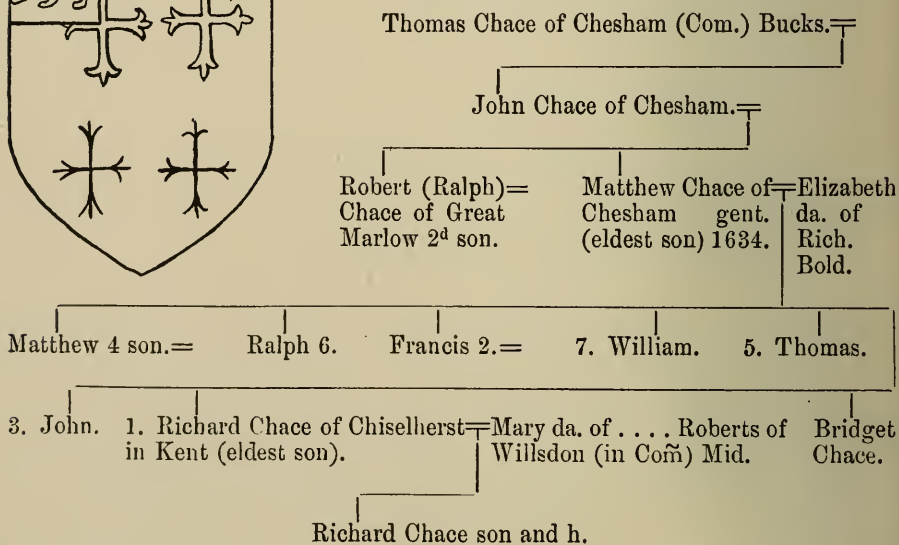 Thomas Chace of Chesham (Com.) Bucks.=
John Chace of Chesham.=
Robert (Ralph)=
Chace of Great
Marlow 2d son.
Matthew Chace of=Elizabeth
Chesham gent. da. of
(eldest son) 1634. Rich.
Bold.
Matthew 4 son.= Ralph 6. Francis 2.= 7. William. 5. Thomas.
3. John. 1. Richard Chace of Chiselherst=Mary da. of . . . . Roberts of Bridget
in Kent (eldest son). Willsdon (in Com̃) Mid. Chace.
Richard Chace son and h.